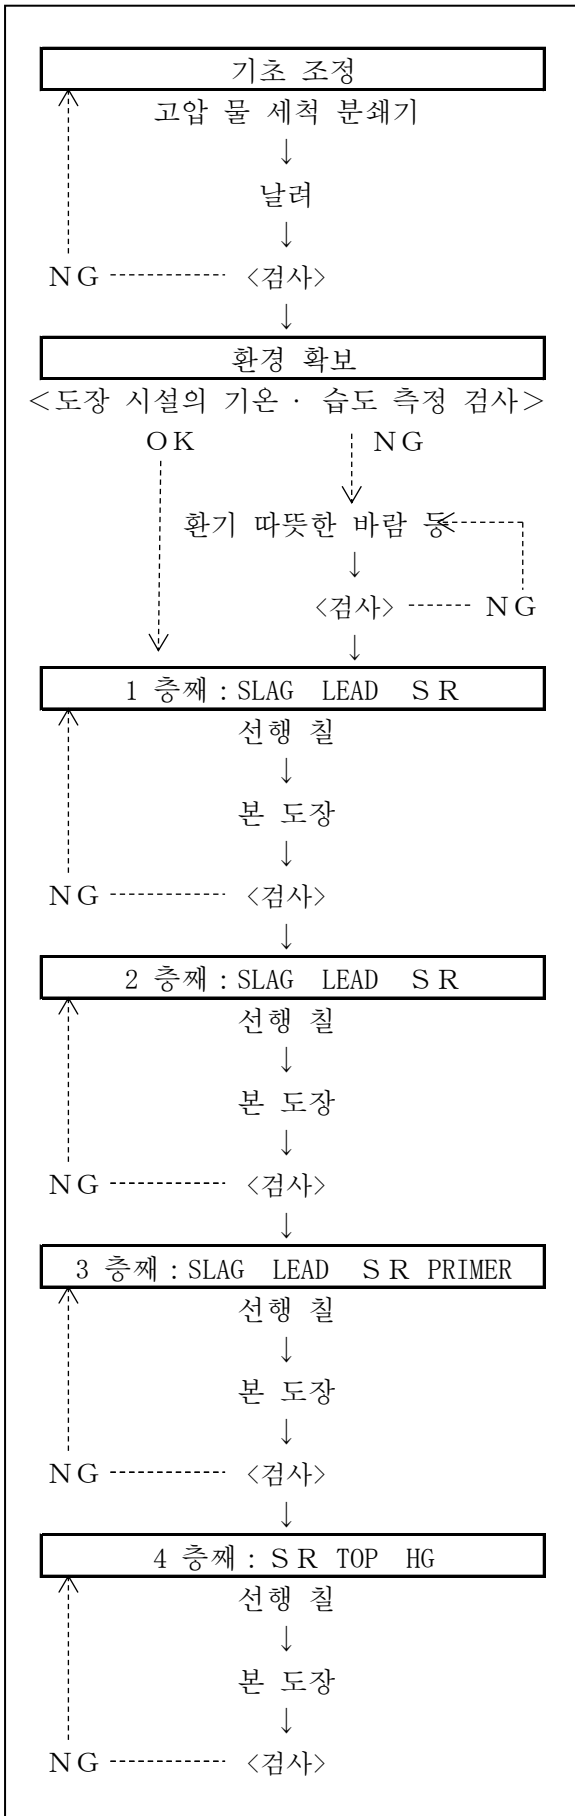 기초 조정
고압 물 세척 분쇄기
↓
날려
↓
NG <검사>
↓
환경 확보
<도장 시설의 기온 · 습도 측정 검사>
OK NG
환기 따뜻한 바람 등
↓
<검사> NG
↓
1 층째 : SLAG LEAD SR
선행 칠
↓
본 도장
↓
NG <검사>
↓
2 층째 : SLAG LEAD SR
선행 칠
↓
본 도장
↓
NG <검사>
↓
3 층째 : SLAG LEAD SR PRIMER
선행 칠
↓
본 도장
↓
NG <검사>
↓
4 층째 : SR TOP HG
선행 칠
↓
본 도장
↓
NG <검사>